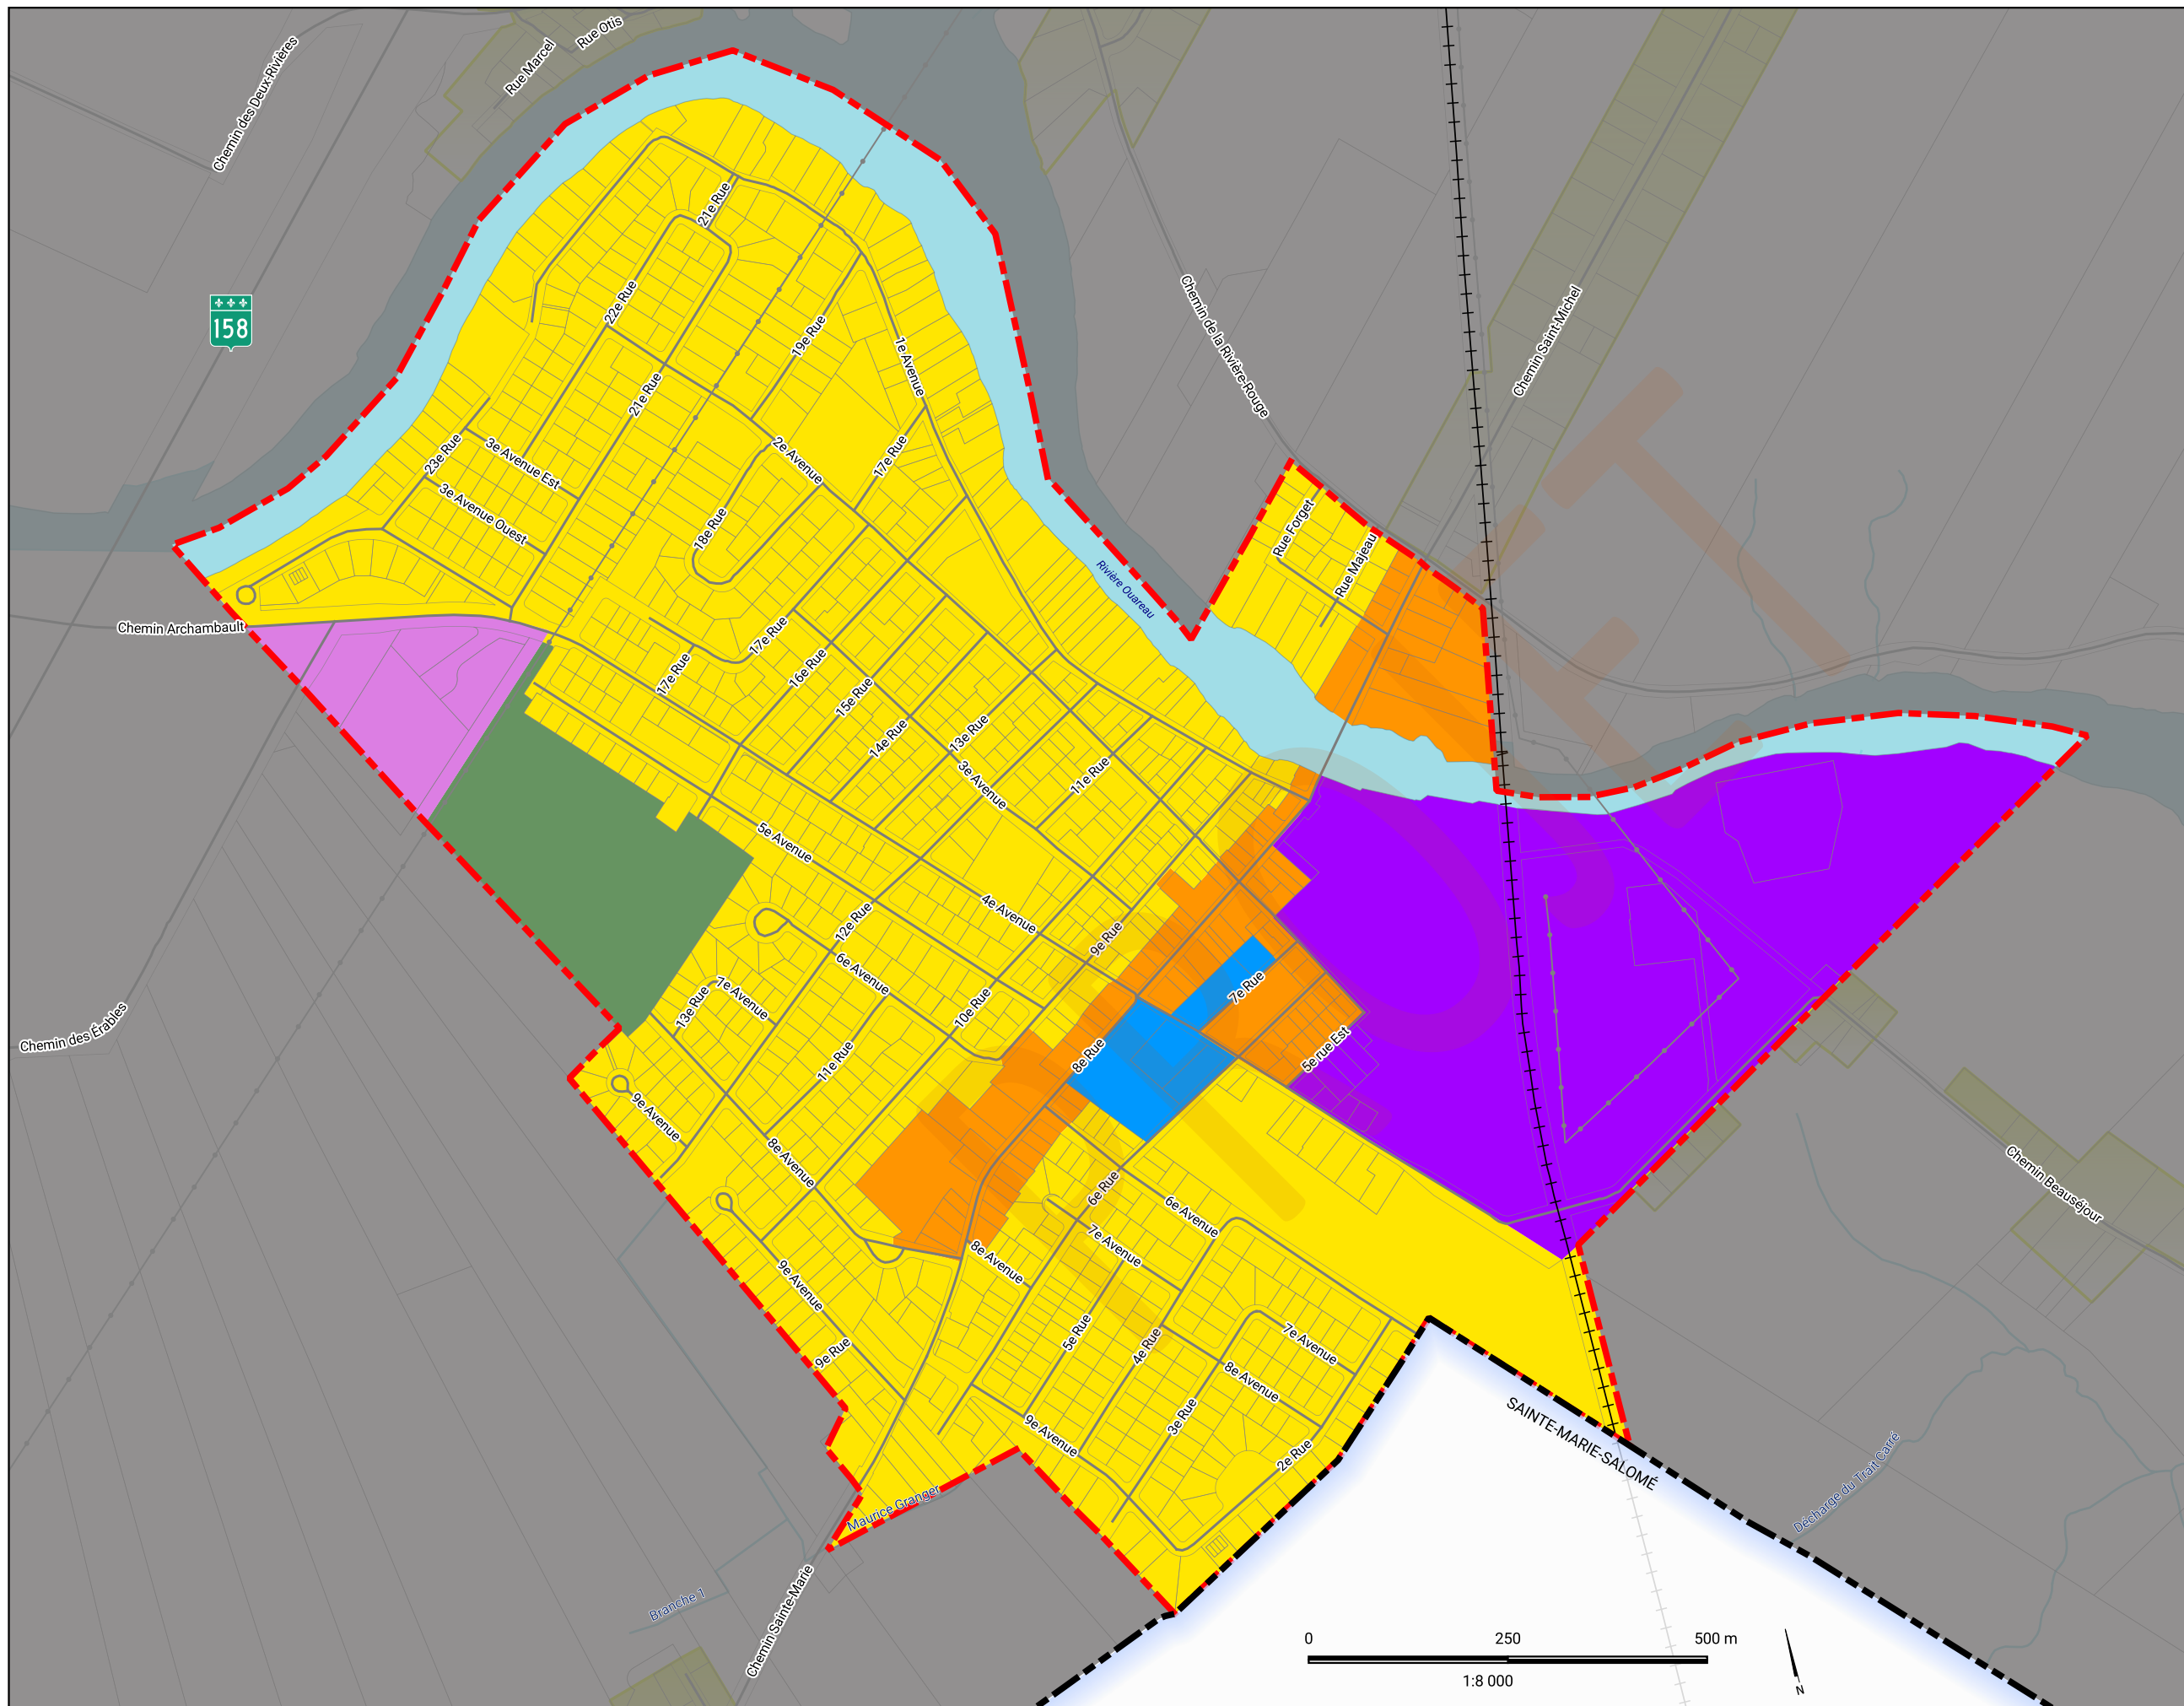 Rue Otis
Rue Marcel
Chemin des Deux-Rivières
158
21e Rue
22e Rue
19e Rue
1e Avenue
21e Rue
Chemin de la Rivière-Rouge
Chemin Saint-Michel
23e Rue
3e Avenue Est
2e Avenue
17e Rue
3e Avenue Ouest
18e Rue
Rue Forget
Rue Majeau
Rivière Ouareau
Chemin Archambault
17e Rue
17e Rue
16e Rue
15e Rue
14e Rue
13e Rue
3e Avenue
11e Rue
5e Avenue
4e Avenue
12e Rue
9e Rue
6e Avenue
7e Rue
7e Avenue
13e Rue
10e Rue
Chemin des Érables
8e Rue
5e rue Est
11e Rue
9e Avenue
8e Avenue
6e Rue
6e Avenue
7e Avenue
8e Avenue
Chemin Beauséjour
9e Avenue
5e Rue
4e Rue
7e Avenue
9e Rue
8e Avenue
3e Rue
9e Avenue
2e Rue
SAINTE-MARIE-SALOMÉ
Décharge du Trait Carré
Maurice Granger
Branche 1
Chemin Sainte-Marie
0 250 500 m
1:8 000
N